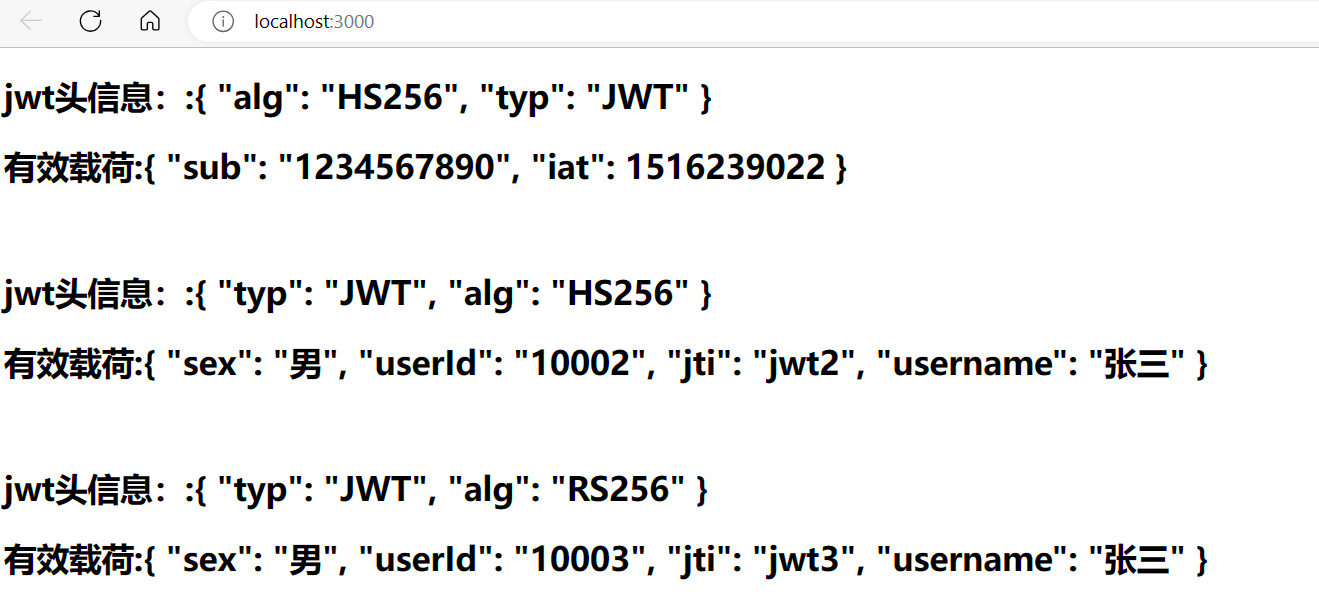 localhost:3000
jwt头信息：:{ "alg": "HS256", "typ": "JWT" }
有效载荷:{ "sub": "1234567890", "iat": 1516239022 }
jwt头信息：:{ "typ": "JWT", "alg": "HS256" }
有效载荷:{ "sex": "男", "userId": "10002", "jti": "jwt2", "username": "张三" }
jwt头信息：:{ "typ": "JWT", "alg": "RS256" }
有效载荷:{ "sex": "男", "userId": "10003", "jti": "jwt3", "username": "张三" }